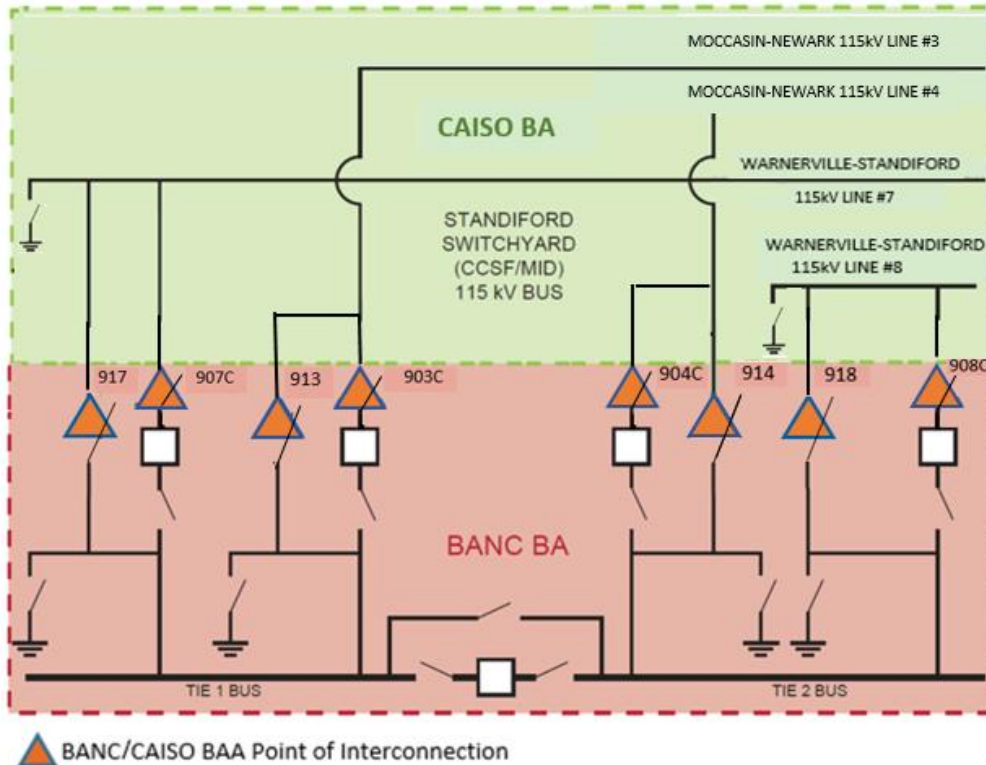 MOCCASIN-NEWARK 115kV LINE #3
MOCCASIN-NEWARK 115kV LINE #4
CAISO BA
WARNERVILLE-STANDIFORD
115kV LINE #7
STANDIFORD
SWITCHYARD
(CCSF/MID)
115 kV BUS
WARNERVILLE-STANDIFORD
115kV LINE #8
917 907C 913 903C 904C 914 918 908C
BANC BA
TIE 1 BUS TIE 2 BUS
BANC/CAISO BAA Point of Interconnection